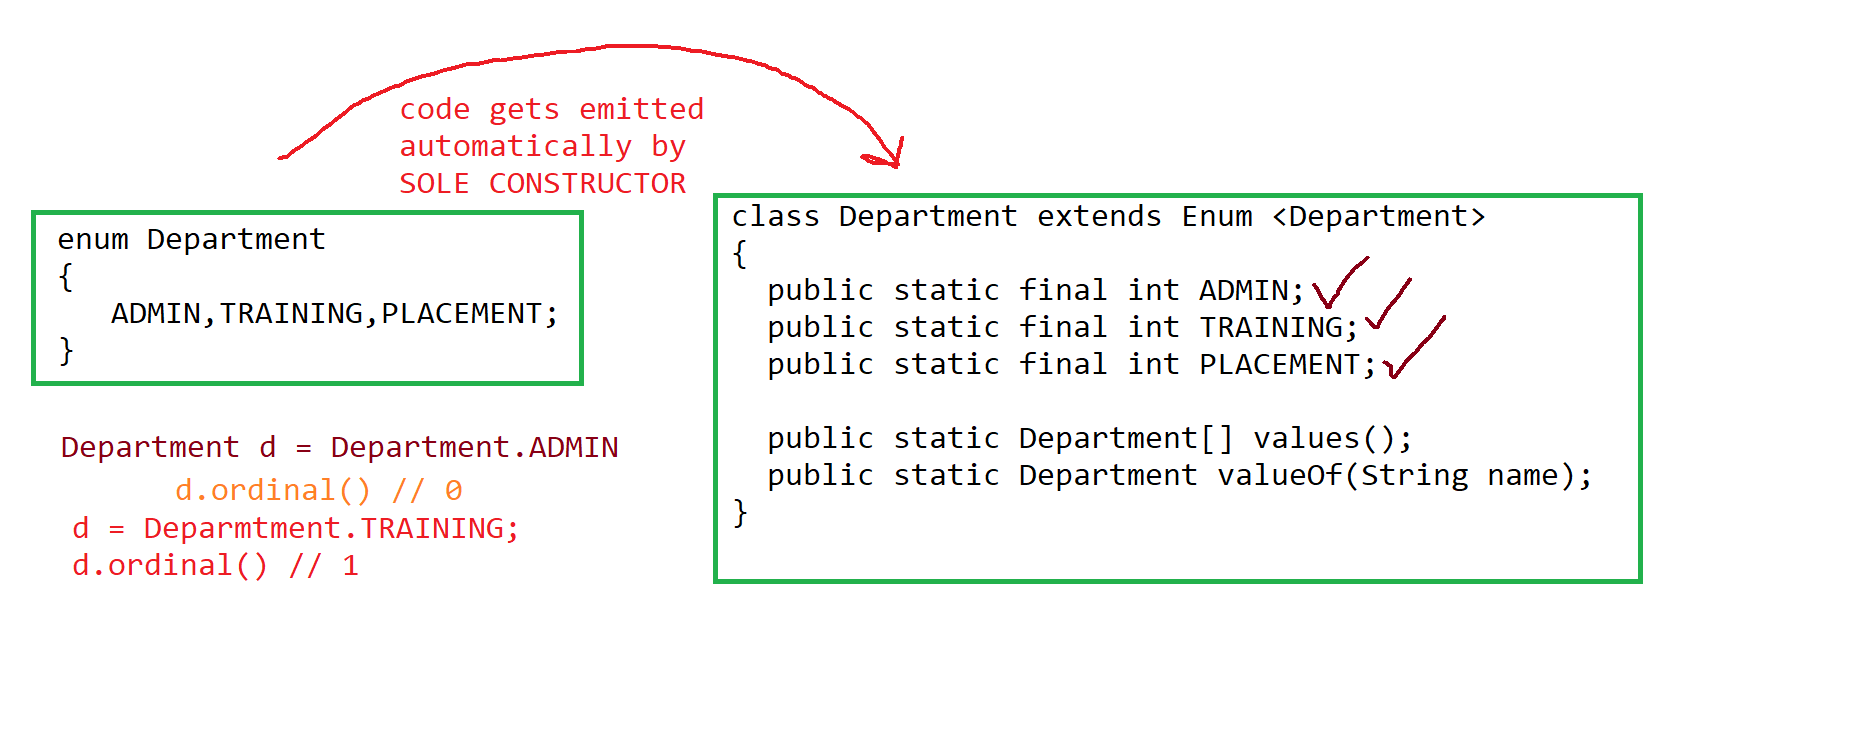 code gets emitted
automatically by
SOLE CONSTRUCTOR
enum Department
{
ADMIN,TRAINING,PLACEMENT;
}
Department d = Department.ADMIN
d.ordinal() // 0
d = Deparmtment.TRAINING;
d.ordinal() // 1
class Department extends Enum <Department>
{
public static final int ADMIN;
public static final int TRAINING;
public static final int PLACEMENT;
public static Department[] values();
public static Department valueOf(String name);
}